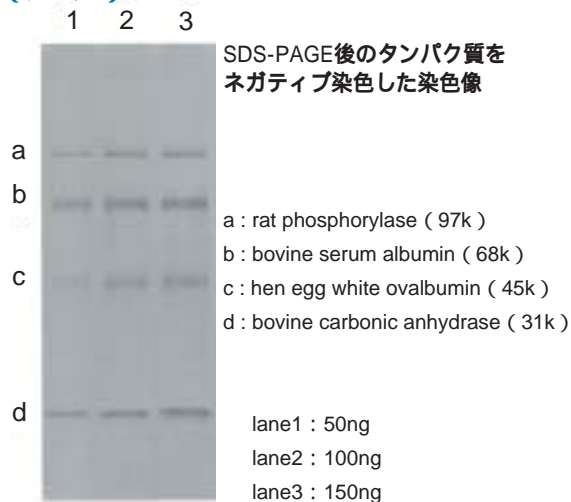 1 2 3
SDS-PAGE後のタンパク質を
ネガティブ染色した染色像
a
b
c
d
a : rat phosphorylase ( 97k )
b : bovine serum albumin ( 68k )
c : hen egg white ovalbumin ( 45k )
d : bovine carbonic anhydrase ( 31k )
lane1 : 50ng
lane2 : 100ng
lane3 : 150ng